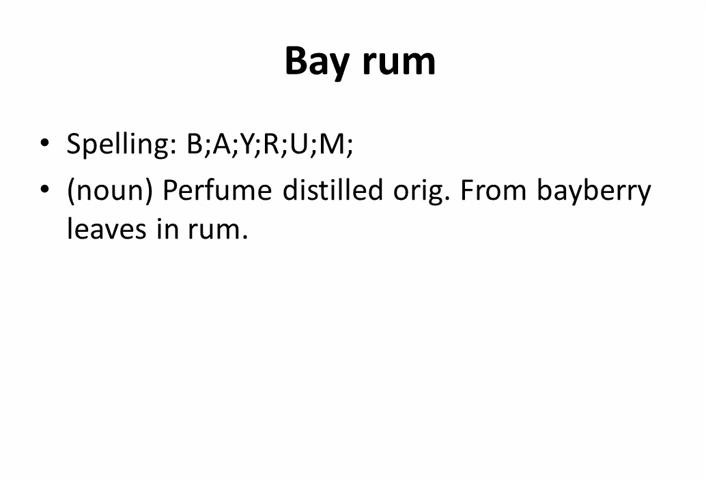 Bay rum
• Spelling: B;A;Y;R;U;M;
• (noun) Perfume distilled orig. From bayberry
leaves in rum.